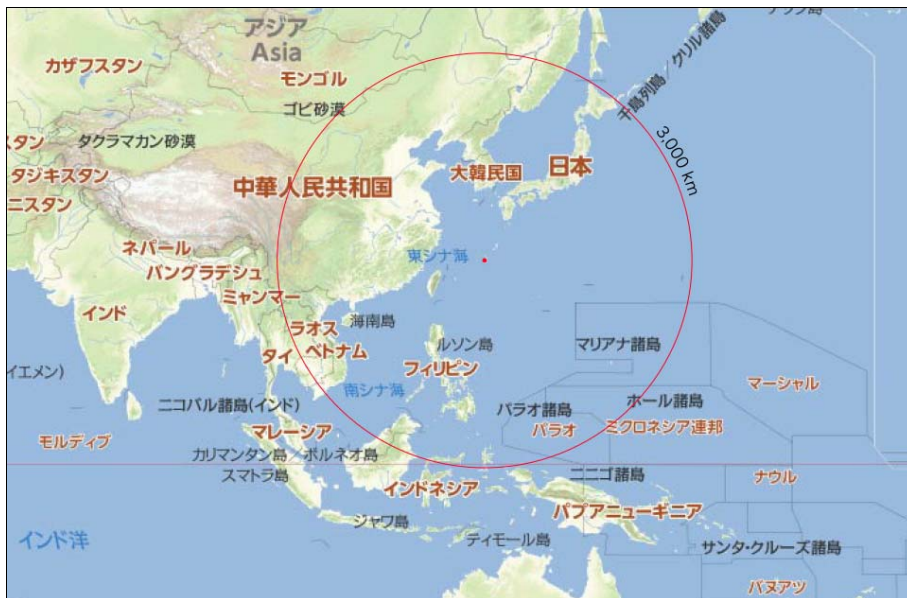 アジア
Asia
カザフスタン
モンゴル
ゴビ砂漠
千島列島／クリル諸島
スタン
タクラマカン砂漠
3,000 km
タジキスタン
大韓民国
日本
中華人民共和国
ニスタン
ネパール
東シナ海
バングラデシュ
ミャンマー
インド
海南島
ラオス
ルソン島
マリアナ諸島
タイ
ベトナム
フィリピン
イエメン)
マーシャル
南シナ海
ニコバル諸島(インド)
パラオ諸島
ホール諸島
マレーシア
パラオ
ミクロネシア連邦
モルディブ
カリマンタン島／ボルネオ島
スマトラ島
ニニゴ諸島
ナウル
インドネシア
パプアニューギニア
ジャワ島
インド洋
ティモール島
サンタ・クルーズ諸島
バヌアツ